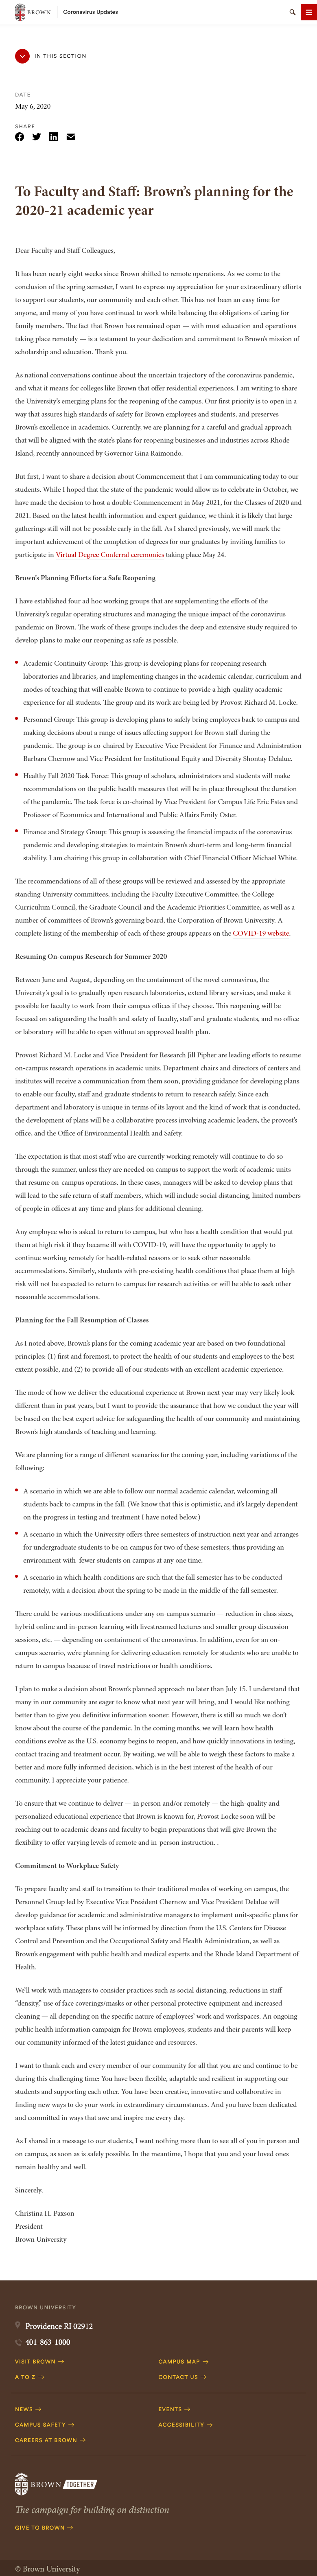 BROWN
Coronavirus Updates
IN THIS SECTION
DATE
May 6, 2020
SHARE
To Faculty and Staff: Brown’s planning for the
2020-21 academic year
Dear Faculty and Staff Colleagues,
It has been nearly eight weeks since Brown shifted to remote operations. As we come to the
conclusion of the spring semester, I want to express my appreciation for your extraordinary efforts
to support our students, our community and each other. This has not been an easy time for
anyone, and many of you have continued to work while balancing the obligations of caring for
family members. The fact that Brown has remained open — with most education and operations
taking place remotely — is a testament to your dedication and commitment to Brown’s mission of
scholarship and education. Thank you.
As national conversations continue about the uncertain trajectory of the coronavirus pandemic,
and what it means for colleges like Brown that offer residential experiences, I am writing to share
the University’s emerging plans for the reopening of the campus. Our first priority is to open in a
way that assures high standards of safety for Brown employees and students, and preserves
Brown’s excellence in academics. Currently, we are planning for a careful and gradual approach
that will be aligned with the state’s plans for reopening businesses and industries across Rhode
Island, recently announced by Governor Gina Raimondo.
But first, I want to share a decision about Commencement that I am communicating today to our
students. While I hoped that the state of the pandemic would allow us to celebrate in October, we
have instead decided to hold a double Commencement in May 2021, for the Classes of 2020 and
2021. Based on the latest health information and expert guidance, we think it is likely that large
gatherings still will not be possible early in the fall. As I shared previously, we will mark the
important achievement of the completion of degrees for our graduates by inviting families to
participate in Virtual Degree Conferral ceremonies taking place May 24.
Brown’s Planning Efforts for a Safe Reopening
I have established four ad hoc working groups that are supplementing the efforts of the
University’s regular operating structures and managing the unique impact of the coronavirus
pandemic on Brown. The work of these groups includes the deep and extensive study required to
develop plans to make our reopening as safe as possible.
Academic Continuity Group: This group is developing plans for reopening research
laboratories and libraries, and implementing changes in the academic calendar, curriculum and
modes of teaching that will enable Brown to continue to provide a high-quality academic
experience for all students. The group and its work are being led by Provost Richard M. Locke.
Personnel Group: This group is developing plans to safely bring employees back to campus and
making decisions about a range of issues affecting support for Brown staff during the
pandemic. The group is co-chaired by Executive Vice President for Finance and Administration
Barbara Chernow and Vice President for Institutional Equity and Diversity Shontay Delalue.
Healthy Fall 2020 Task Force: This group of scholars, administrators and students will make
recommendations on the public health measures that will be in place throughout the duration
of the pandemic. The task force is co-chaired by Vice President for Campus Life Eric Estes and
Professor of Economics and International and Public Affairs Emily Oster.
Finance and Strategy Group: This group is assessing the financial impacts of the coronavirus
pandemic and developing strategies to maintain Brown’s short-term and long-term financial
stability. I am chairing this group in collaboration with Chief Financial Officer Michael White.
The recommendations of all of these groups will be reviewed and assessed by the appropriate
standing University committees, including the Faculty Executive Committee, the College
Curriculum Council, the Graduate Council and the Academic Priorities Committee, as well as a
number of committees of Brown’s governing board, the Corporation of Brown University. A
complete listing of the membership of each of these groups appears on the COVID-19 website.
Resuming On-campus Research for Summer 2020
Between June and August, depending on the containment of the novel coronavirus, the
University’s goal is to gradually open research laboratories, extend library services, and make it
possible for faculty to work from their campus offices if they choose. This reopening will be
focused on safeguarding the health and safety of faculty, staff and graduate students, and no office
or laboratory will be able to open without an approved health plan.
Provost Richard M. Locke and Vice President for Research Jill Pipher are leading efforts to resume
on-campus research operations in academic units. Department chairs and directors of centers and
institutes will receive a communication from them soon, providing guidance for developing plans
to enable our faculty, staff and graduate students to return to research safely. Since each
department and laboratory is unique in terms of its layout and the kind of work that is conducted,
the development of plans will be a collaborative process involving academic leaders, the provost’s
office, and the Office of Environmental Health and Safety.
The expectation is that most staff who are currently working remotely will continue to do so
through the summer, unless they are needed on campus to support the work of academic units
that resume on-campus operations. In these cases, managers will be asked to develop plans that
will lead to the safe return of staff members, which will include social distancing, limited numbers
of people in offices at any time and plans for additional cleaning.
Any employee who is asked to return to campus, but who has a health condition that would put
them at high risk if they became ill with COVID-19, will have the opportunity to apply to
continue working remotely for health-related reasons or to seek other reasonable
accommodations. Similarly, students with pre-existing health conditions that place them at high
risk will not be expected to return to campus for research activities or will be able to seek other
reasonable accommodations.
Planning for the Fall Resumption of Classes
As I noted above, Brown’s plans for the coming academic year are based on two foundational
principles: (1) first and foremost, to protect the health of our students and employees to the best
extent possible, and (2) to provide all of our students with an excellent academic experience.
The mode of how we deliver the educational experience at Brown next year may very likely look
different than in past years, but I want to provide the assurance that how we conduct the year will
be based on the best expert advice for safeguarding the health of our community and maintaining
Brown’s high standards of teaching and learning.
We are planning for a range of different scenarios for the coming year, including variations of the
following:
A scenario in which we are able to follow our normal academic calendar, welcoming all
students back to campus in the fall. (We know that this is optimistic, and it’s largely dependent
on the progress in testing and treatment I have noted below.)
A scenario in which the University offers three semesters of instruction next year and arranges
for undergraduate students to be on campus for two of these semesters, thus providing an
environment with fewer students on campus at any one time.
A scenario in which health conditions are such that the fall semester has to be conducted
remotely, with a decision about the spring to be made in the middle of the fall semester.
There could be various modifications under any on-campus scenario — reduction in class sizes,
hybrid online and in-person learning with livestreamed lectures and smaller group discussion
sessions, etc. — depending on containment of the coronavirus. In addition, even for an on-
campus scenario, we’re planning for delivering education remotely for students who are unable to
return to campus because of travel restrictions or health conditions.
I plan to make a decision about Brown’s planned approach no later than July 15. I understand that
many in our community are eager to know what next year will bring, and I would like nothing
better than to give you definitive information sooner. However, there is still so much we don’t
know about the course of the pandemic. In the coming months, we will learn how health
conditions evolve as the U.S. economy begins to reopen, and how quickly innovations in testing,
contact tracing and treatment occur. By waiting, we will be able to weigh these factors to make a
better and more fully informed decision, which is in the best interest of the health of our
community. I appreciate your patience.
To ensure that we continue to deliver — in person and/or remotely — the high-quality and
personalized educational experience that Brown is known for, Provost Locke soon will be
reaching out to academic deans and faculty to begin preparations that will give Brown the
flexibility to offer varying levels of remote and in-person instruction. .
Commitment to Workplace Safety
To prepare faculty and staff to transition to their traditional modes of working on campus, the
Personnel Group led by Executive Vice President Chernow and Vice President Delalue will
develop guidance for academic and administrative managers to implement unit-specific plans for
workplace safety. These plans will be informed by direction from the U.S. Centers for Disease
Control and Prevention and the Occupational Safety and Health Administration, as well as
Brown’s engagement with public health and medical experts and the Rhode Island Department of
Health.
We’ll work with managers to consider practices such as social distancing, reductions in staff
“density,” use of face coverings/masks or other personal protective equipment and increased
cleaning — all depending on the specific nature of employees’ work and workspaces. An ongoing
public health information campaign for Brown employees, students and their parents will keep
our community informed of the latest guidance and resources.
I want to thank each and every member of our community for all that you are and continue to be
during this challenging time: You have been flexible, adaptable and resilient in supporting our
students and supporting each other. You have been creative, innovative and collaborative in
finding new ways to do your work in extraordinary circumstances. And you have been dedicated
and committed in ways that awe and inspire me every day.
As I shared in a message to our students, I want nothing more than to see all of you in person and
on campus, as soon as is safely possible. In the meantime, I hope that you and your loved ones
remain healthy and well.
Sincerely,
Christina H. Paxson
President
Brown University
BROWN UNIVERSITY
Providence RI 02912
401-863-1000
VISIT BROWN
CAMPUS MAP
A TO Z
CONTACT US
NEWS
EVENTS
CAMPUS SAFETY
ACCESSIBILITY
CAREERS AT BROWN
BROWN TOGETHER
The campaign for building on distinction
GIVE TO BROWN
© Brown University